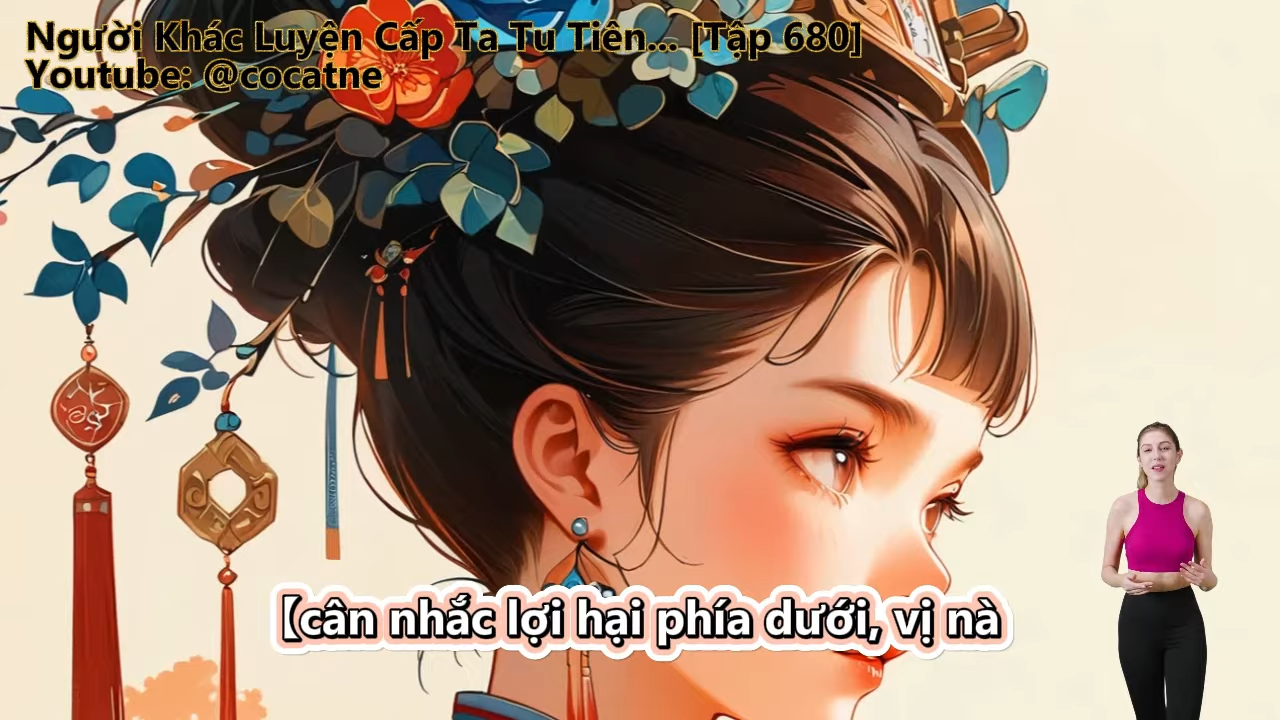 Người Khác Luyện Cấp Ta Tu Tiên... [Tập 680]
Youtube: @cocatne
【cân nhắc lợi hại phía dưới, vị nà